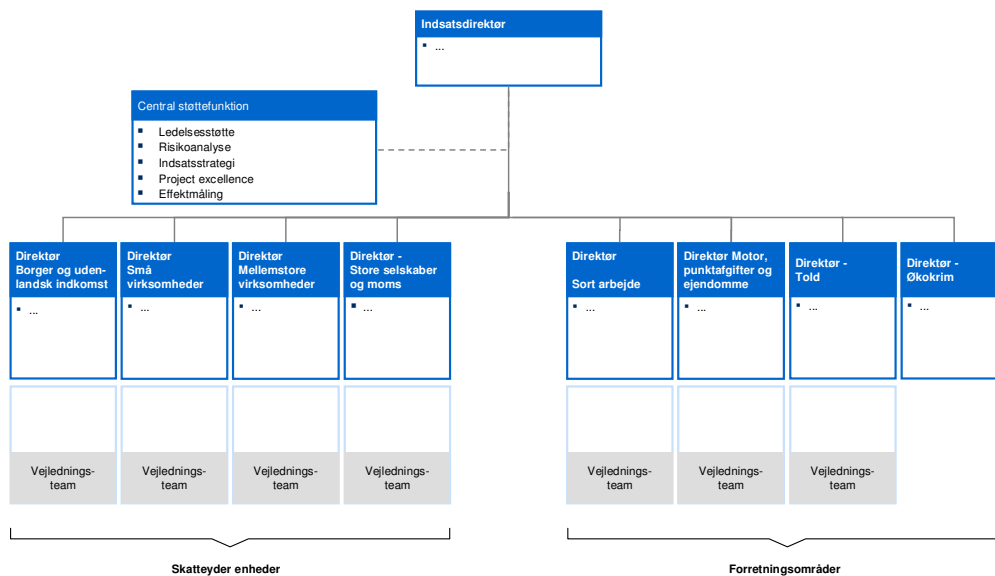 Indsatsdirektør
...
Central støttefunktion
Ledelsesstøtte
Risikoanalyse
Indsatsstrategi
Project excellence
Effektmåling
Direktør
Borger og uden-
landsk indkomst
...
Direktør
Små
virksomheder
...
Direktør
Mellemstore
virksomheder
...
Direktør -
Store selskaber
og moms
...
Direktør
Sort arbejde
...
Direktør Motor,
punktafgifter og
ejendomme
...
Direktør -
Told
...
Direktør -
Økokrim
...
Vejlednings-
team
Vejlednings-
team
Vejlednings-
team
Vejlednings-
team
Vejlednings-
team
Vejlednings-
team
Vejlednings-
team
Skatteyder enheder
Forretningsområder